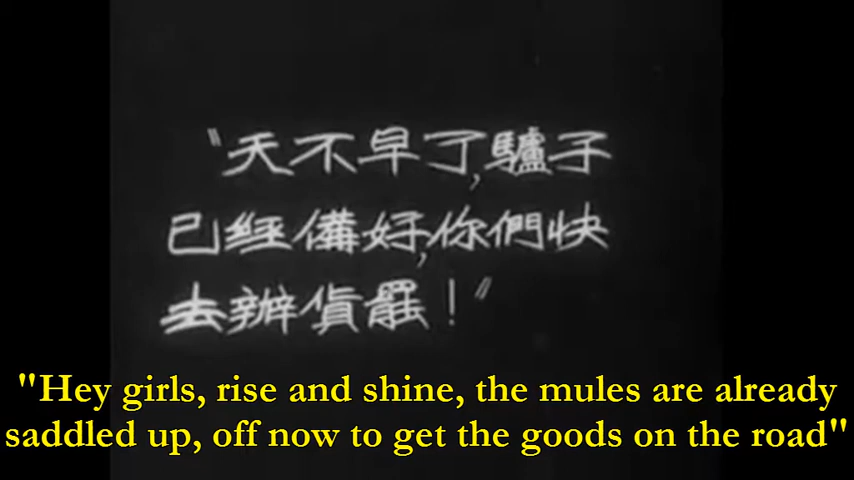 "天不早了,驢子
已經備好,你們快
去辦貨罷!"
"Hey girls, rise and shine, the mules are already
saddled up, off now to get the goods on the road"